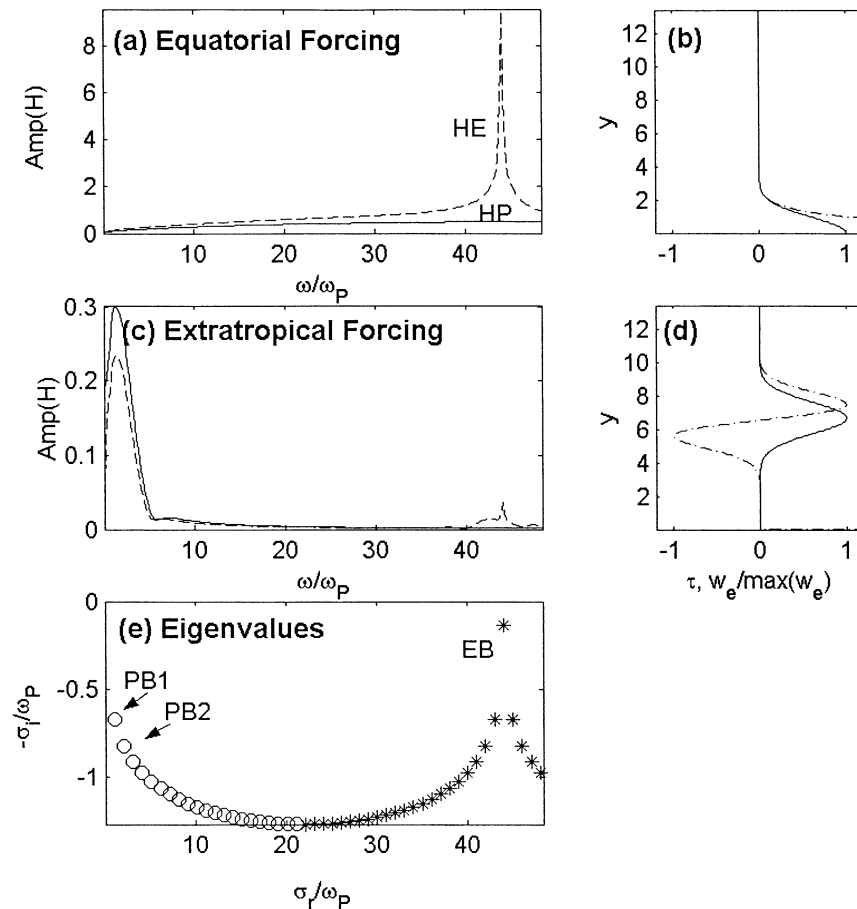 (a) Equatorial Forcing
Amp(H)
8
6
4
2
0
HE
HP
10 20 30 40
ω/ω_P
(b)
y
12
10
8
6
4
2
-1 0 1
(c) Extratropical Forcing
Amp(H)
0.3
0.2
0.1
0
10 20 30 40
ω/ω_P
(d)
y
12
10
8
6
4
2
-1 0 1
τ, w_e/max(w_e)
(e) Eigenvalues
-σ_i/ω_P
0
-0.5
-1
PB1
PB2
EB
10 20 30 40
σ_r/ω_P